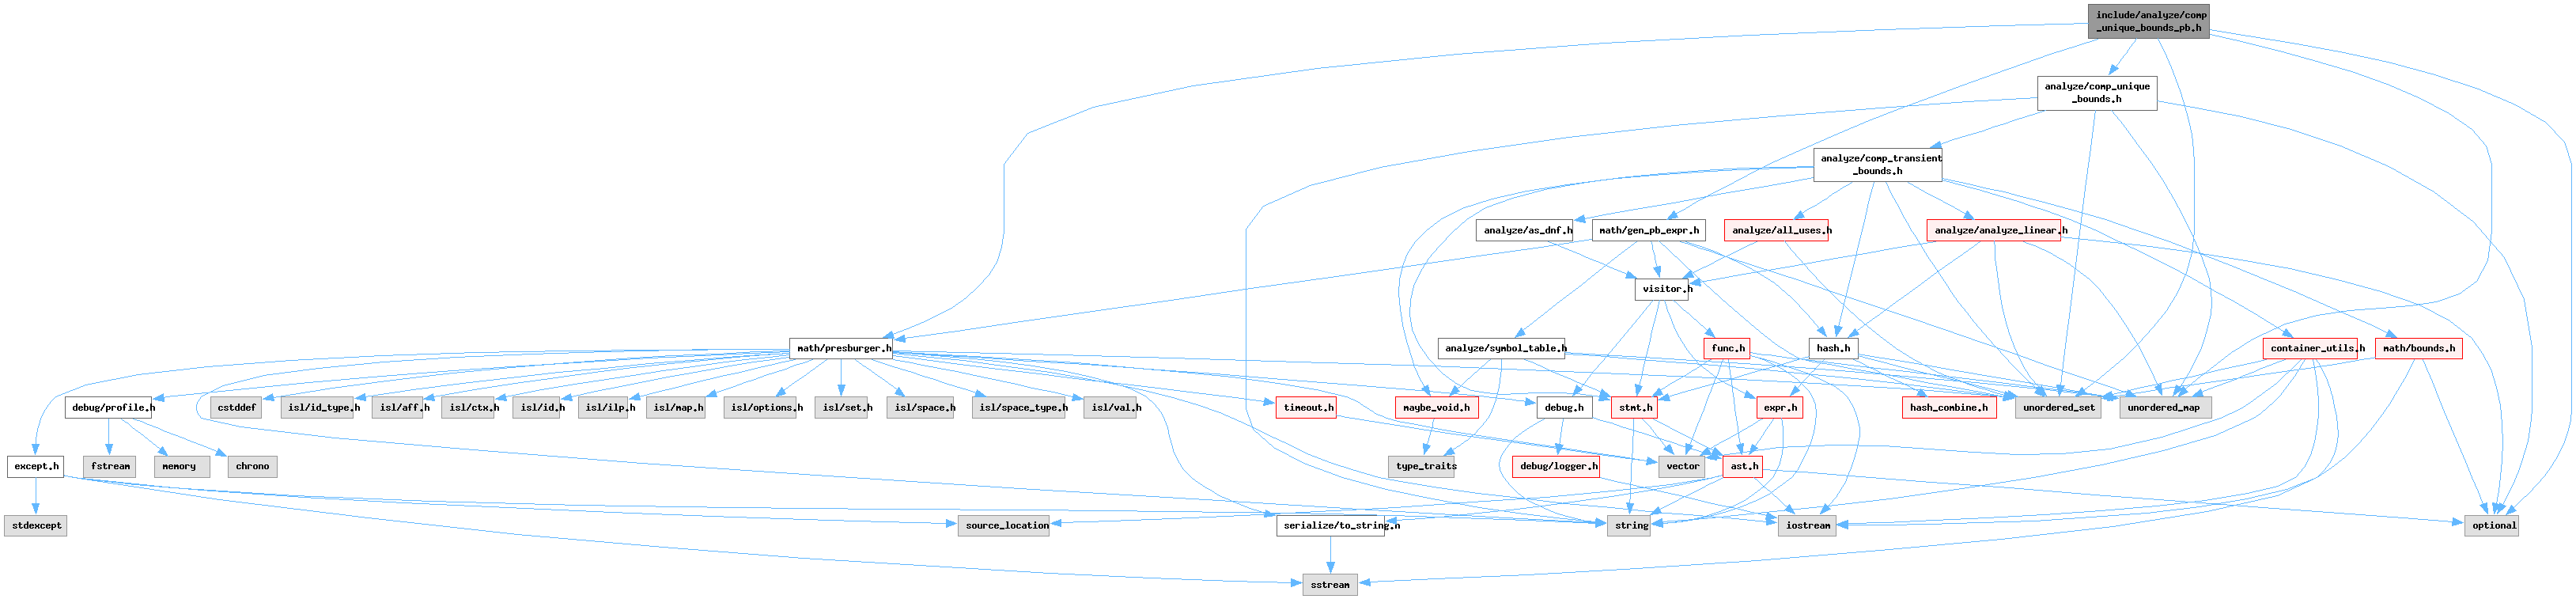 include/analyze/comp
_unique_bounds_pb.h
analyze/comp_unique
_bounds.h
analyze/comp_transient
_bounds.h
analyze/as_dnf.h
math/gen_pb_expr.h
analyze/all_uses.h
analyze/analyze_linear.h
visitor.h
math/presburger.h
analyze/symbol_table.h
func.h
hash.h
container_utils.h
math/bounds.h
debug/profile.h
cstddef
isl/id_type.h
isl/aff.h
isl/ctx.h
isl/id.h
isl/ilp.h
isl/map.h
isl/options.h
isl/set.h
isl/space.h
isl/space_type.h
isl/val.h
timeout.h
maybe_void.h
debug.h
stmt.h
expr.h
hash_combine.h
unordered_set
unordered_map
except.h
fstream
memory
chrono
type_traits
debug/logger.h
vector
ast.h
stdexcept
source_location
serialize/to_string.h
string
iostream
optional
sstream